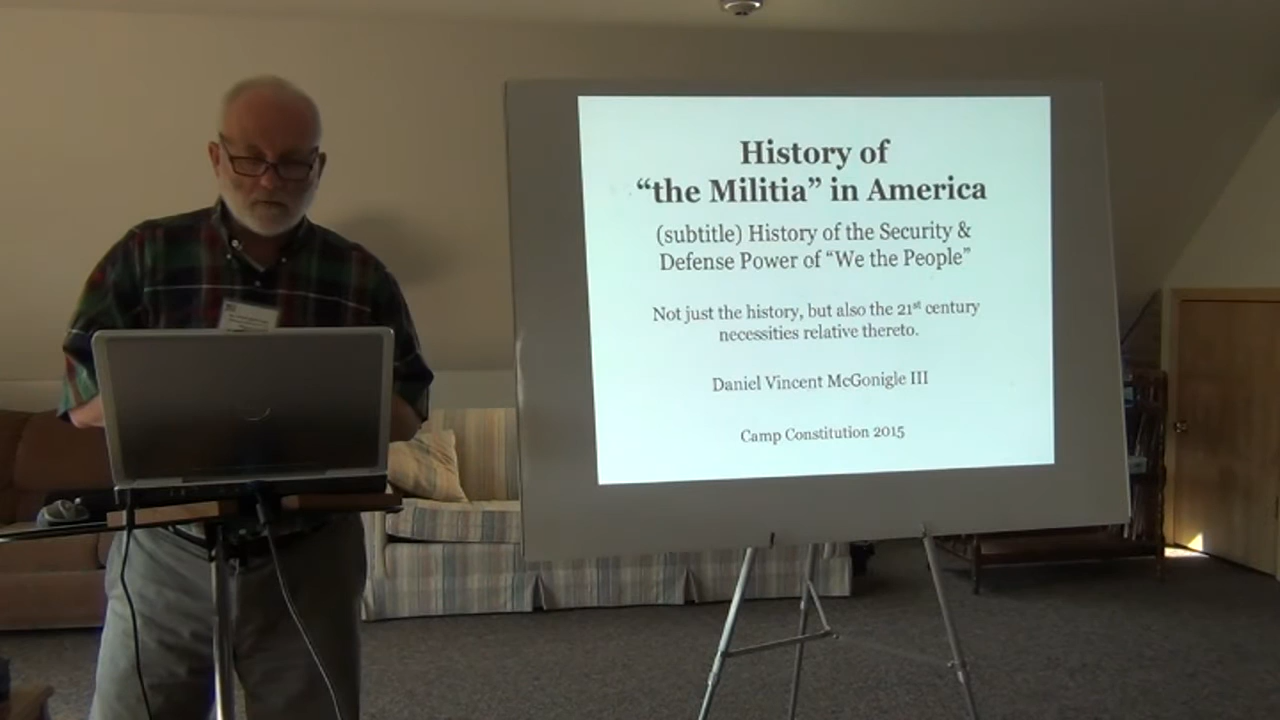 History of
“the Militia” in America
(subtitle) History of the Security &
Defense Power of “We the People”
Not just the history, but also the 21st century
necessities relative thereto.
Daniel Vincent McGonigle III
Camp Constitution 2015